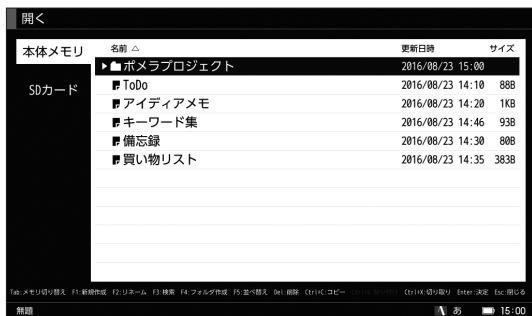 開く
本体メモリ
SDカード
名前 △ 更新日時 サイズ
ポメラプロジェクト 2016/08/23 15:00
ToDo 2016/08/23 14:10 88B
アイディアメモ 2016/08/23 14:20 1KB
キーワード集 2016/08/23 14:46 93B
備忘録 2016/08/23 14:30 80B
買い物リスト 2016/08/23 14:35 383B
Tab:メモリ切り替え F1:新規作成 F2:リネーム F3:検索 F4:フォルダ作成 F5:並べ替え Del:削除 Ctrl+C:コピー Ctrl+X:切り取り Enter:決定 Esc:閉じる
無題 A あ 15:00